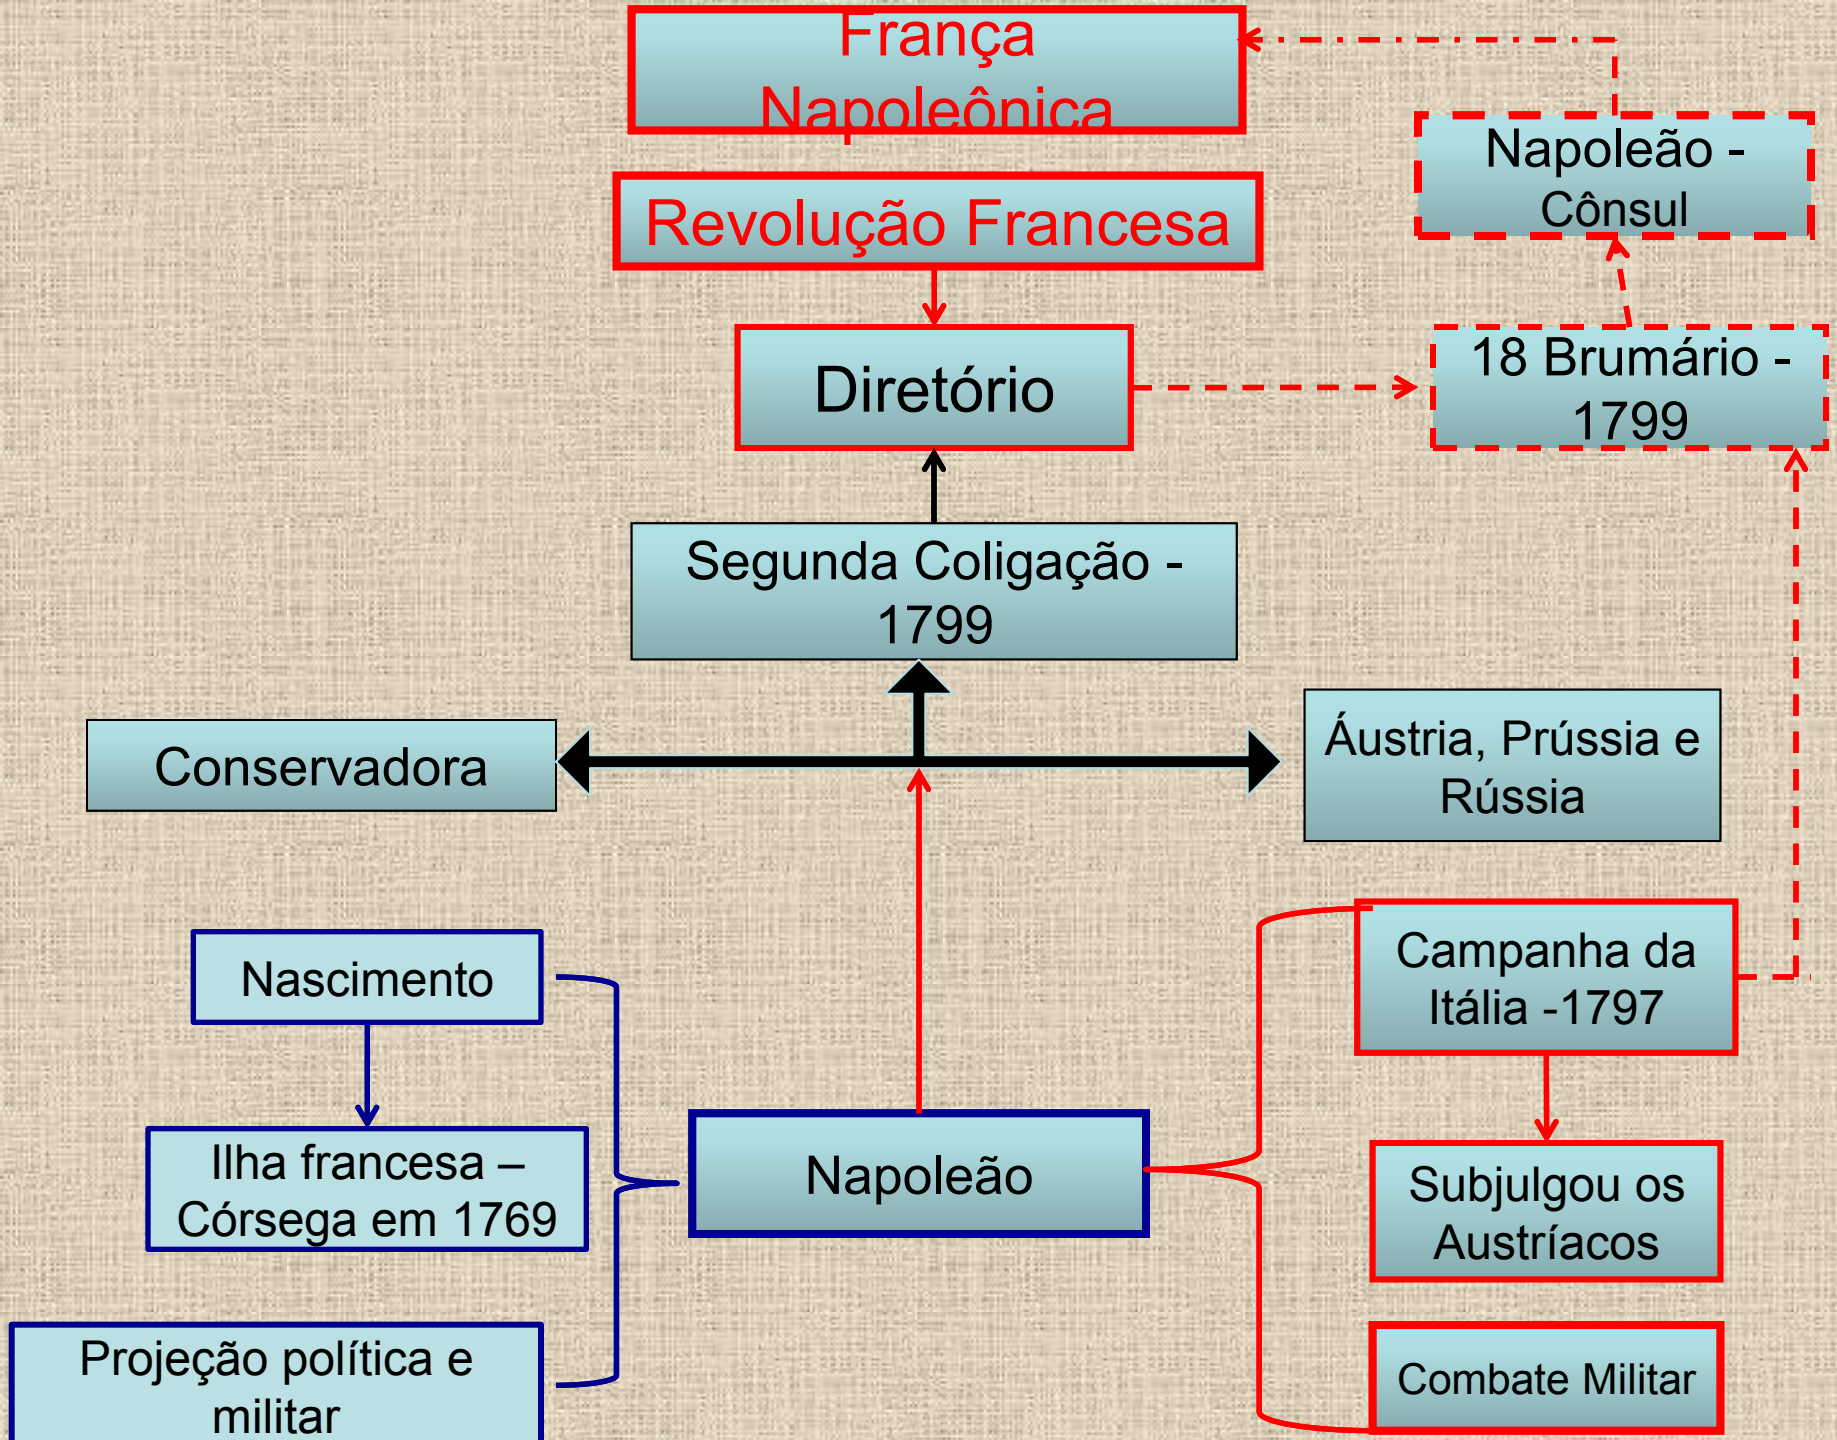 França
Napoleônica
Napoleão -
Cônsul
Revolução Francesa
Diretório
18 Brumário -
1799
Segunda Coligação -
1799
Conservadora
Áustria, Prússia e
Rússia
Nascimento
Campanha da
Itália -1797
Ilha francesa –
Córsega em 1769
Napoleão
Subjulgou os
Austríacos
Projeção política e
militar
Combate Militar